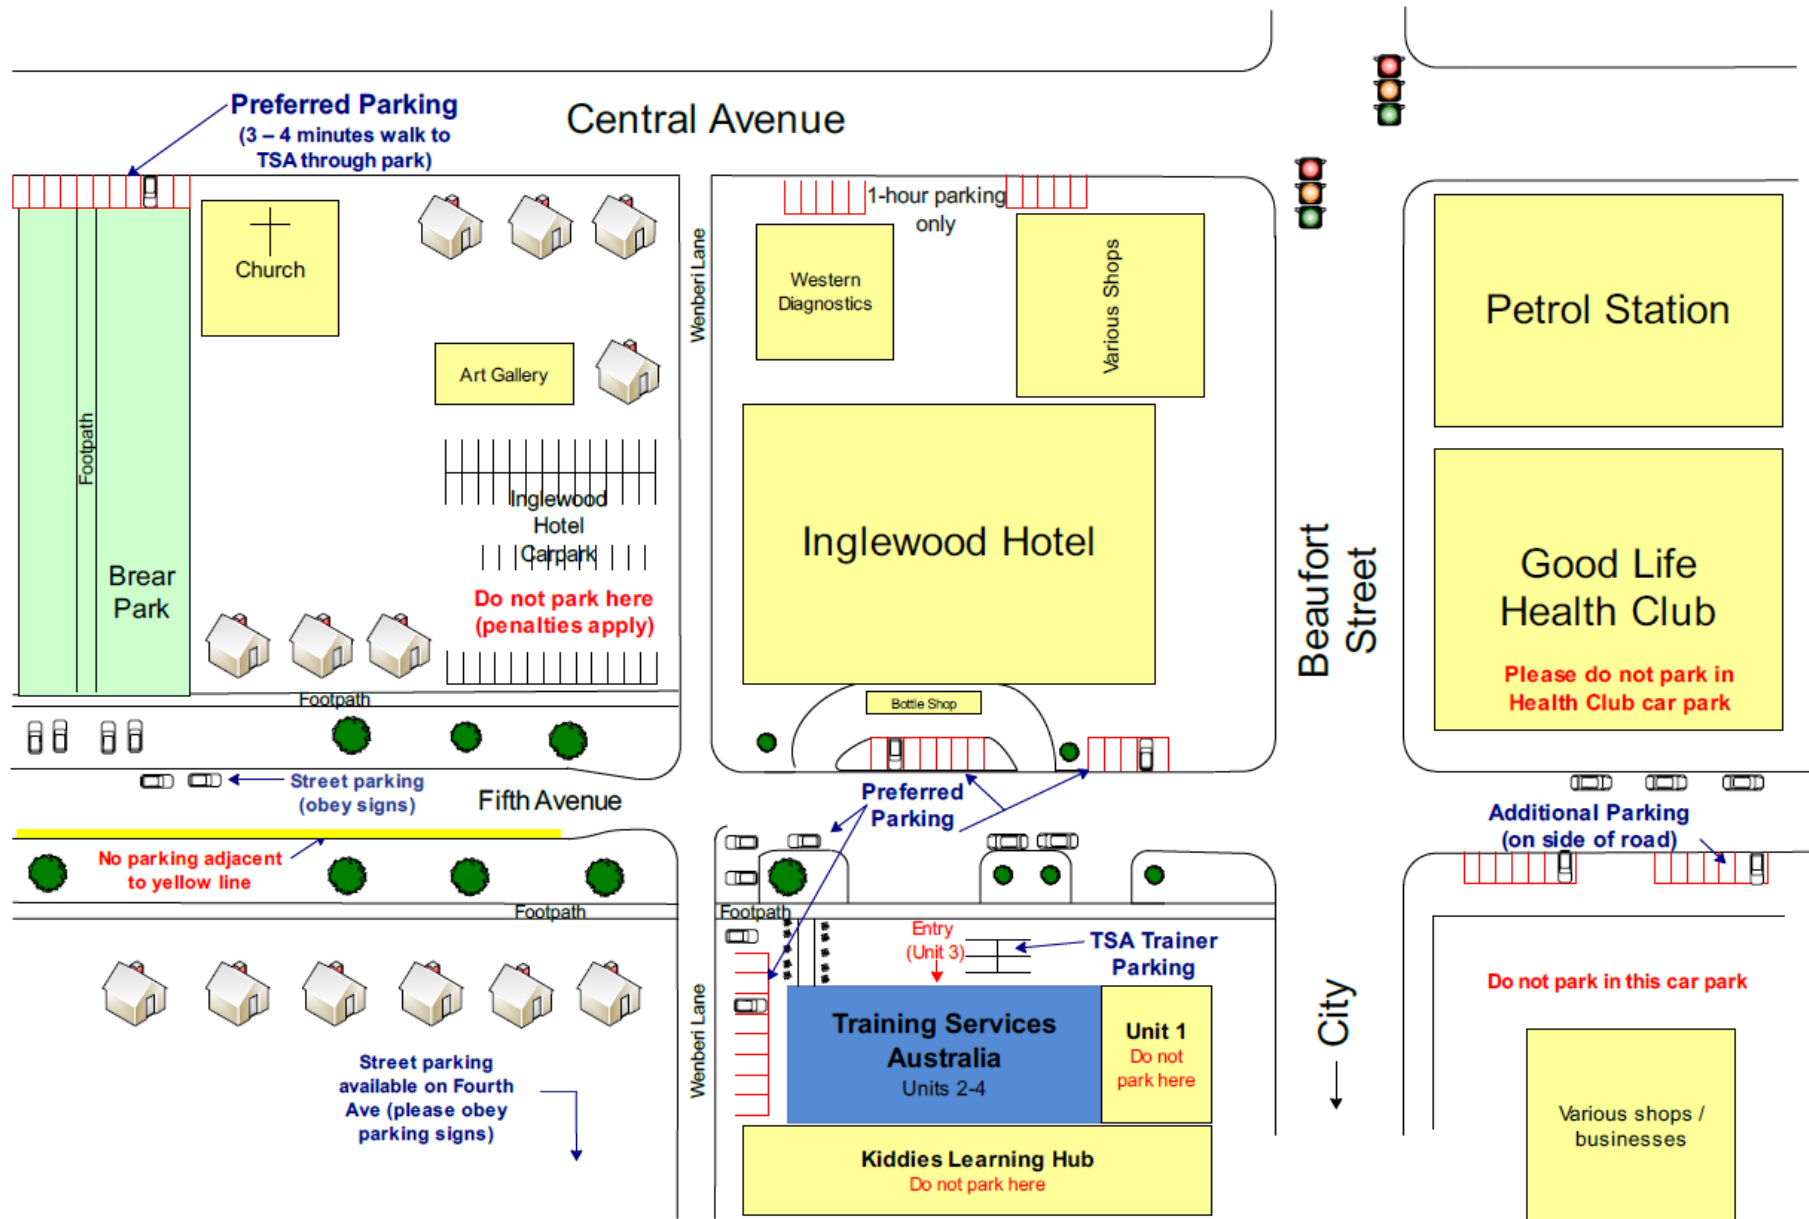 Preferred Parking
(3 – 4 minutes walk to
TSA through park)
Central Avenue
1-hour parking
only
Church
Western
Diagnostics
Various Shops
Petrol Station
Wenberi Lane
Art Gallery
Footpath
Inglewood
Hotel
Carpark
Do not park here
(penalties apply)
Brear
Park
Inglewood Hotel
Beaufort
Street
Good Life
Health Club
Please do not park in
Health Club car park
Footpath
Bottle Shop
Street parking
(obey signs)
Fifth Avenue
Preferred
Parking
Additional Parking
(on side of road)
No parking adjacent
to yellow line
Footpath
Footpath
Entry
(Unit 3)
TSA Trainer
Parking
Do not park in this car park
City
Wenberi Lane
Training Services
Australia
Units 2-4
Unit 1
Do not
park here
Street parking
available on Fourth
Ave (please obey
parking signs)
Various shops /
businesses
Kiddies Learning Hub
Do not park here